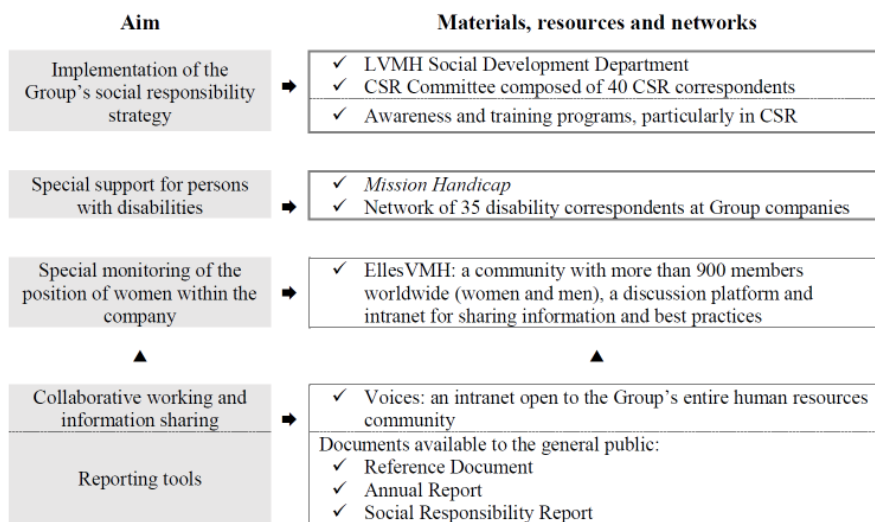 Aim
Materials, resources and networks
Implementation of the
Group's social responsibility
strategy
➡
✓ LVMH Social Development Department
✓ CSR Committee composed of 40 CSR correspondents
✓ Awareness and training programs, particularly in CSR
Special support for persons
with disabilities
➡
✓ Mission Handicap
✓ Network of 35 disability correspondents at Group companies
Special monitoring of the
position of women within the
company
➡
✓ EllesVMH: a community with more than 900 members
worldwide (women and men), a discussion platform and
intranet for sharing information and best practices
▲
▲
Collaborative working and
information sharing
➡
✓ Voices: an intranet open to the Group's entire human resources
community
Reporting tools
Documents available to the general public:
✓ Reference Document
✓ Annual Report
✓ Social Responsibility Report